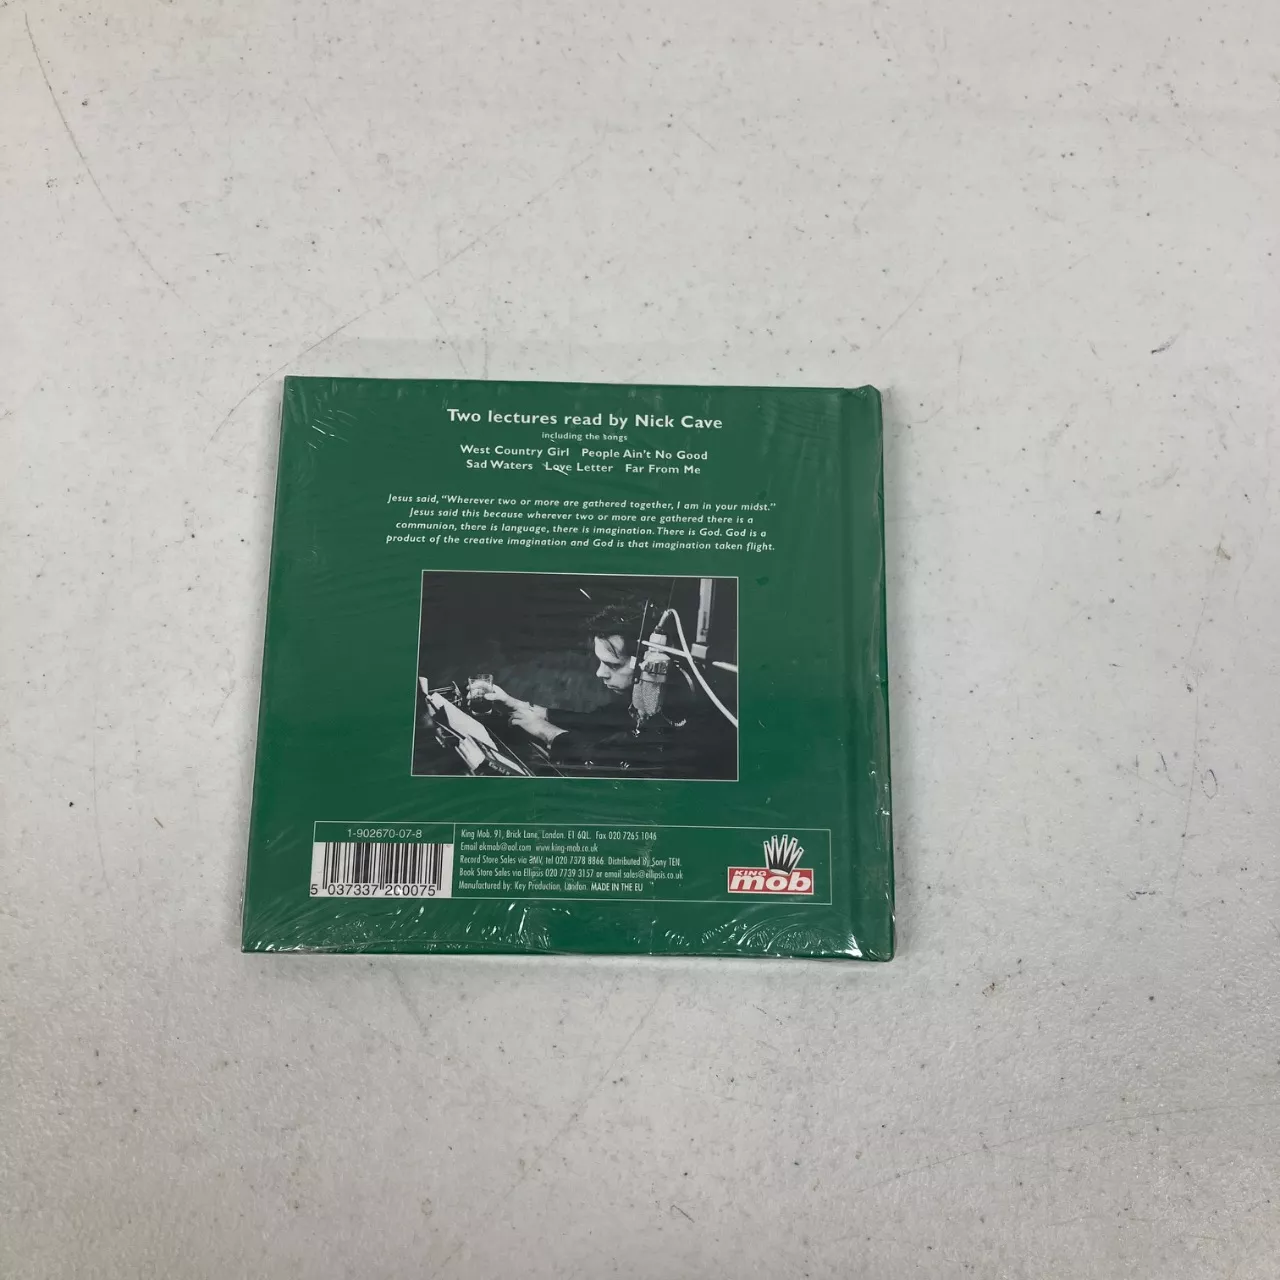 Two lectures read by Nick Cave
including the songs
West Country Girl People Ain't No Good
Sad Waters Love Letter Far From Me
Jesus said, "Wherever two or more are gathered together, I am in your midst."
Jesus said this because wherever two or more are gathered there is a
communion, there is language, there is imagination. There is God. God is a
product of the creative imagination and God is that imagination taken flight.
1-902670-07-8
5 037337 200075
King Mob. 91, Brick Lane, London. E1 6QL. Fax 020 7265 1046
Email ekmob@aol.com www.king-mob.co.uk
Record Store Sales via 3MV, tel 020 7378 8866. Distributed By Sony TEN.
Book Store Sales via Ellipsis 020 7739 3157 or email sales@ellipsis.co.uk
Manufactured by: Key Production, London. MADE IN THE EU
KING
mob